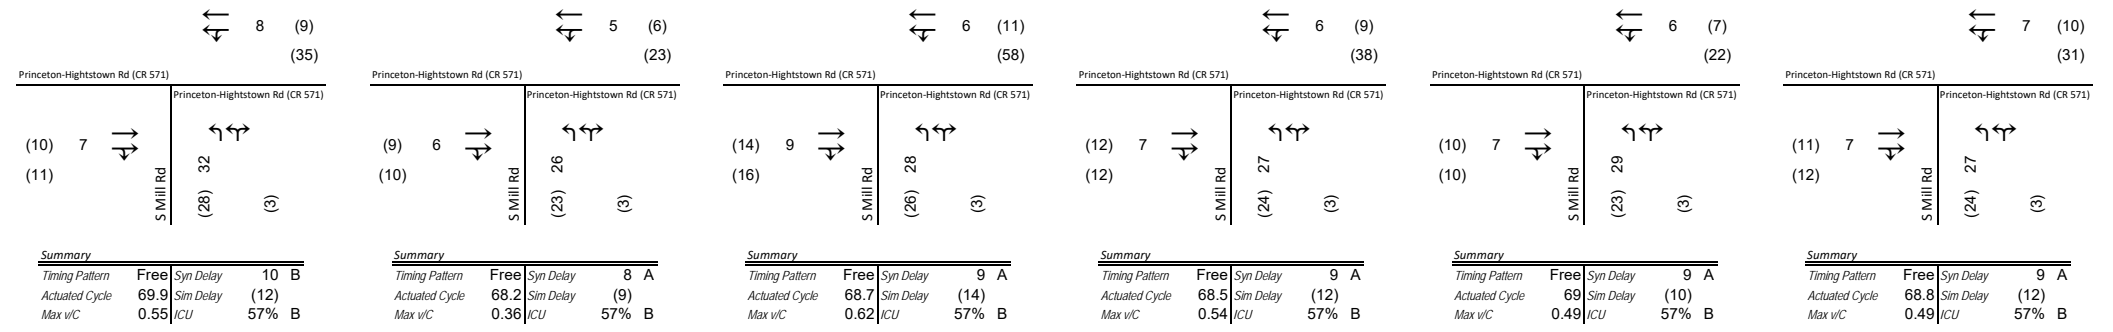 8 (9)
(35)
Princeton-Hightstown Rd (CR 571)
Princeton-Hightstown Rd (CR 571)
(10) 7
(11)
S Mill Rd
(28) 32
(3)
Summary
Timing Pattern Free Syn Delay 10 B
Actuated Cycle 69.9 Sim Delay (12)
Max v/C 0.55 ICU 57% B
5 (6)
(23)
Princeton-Hightstown Rd (CR 571)
Princeton-Hightstown Rd (CR 571)
(9) 6
(10)
S Mill Rd
(23) 26
(3)
Summary
Timing Pattern Free Syn Delay 8 A
Actuated Cycle 68.2 Sim Delay (9)
Max v/C 0.36 ICU 57% B
6 (11)
(58)
Princeton-Hightstown Rd (CR 571)
Princeton-Hightstown Rd (CR 571)
(14) 9
(16)
S Mill Rd
(26) 28
(3)
Summary
Timing Pattern Free Syn Delay 9 A
Actuated Cycle 68.7 Sim Delay (14)
Max v/C 0.62 ICU 57% B
6 (9)
(38)
Princeton-Hightstown Rd (CR 571)
Princeton-Hightstown Rd (CR 571)
(12) 7
(12)
S Mill Rd
(24) 27
(3)
Summary
Timing Pattern Free Syn Delay 9 A
Actuated Cycle 68.5 Sim Delay (12)
Max v/C 0.54 ICU 57% B
6 (7)
(22)
Princeton-Hightstown Rd (CR 571)
Princeton-Hightstown Rd (CR 571)
(10) 7
(10)
S Mill Rd
(23) 29
(3)
Summary
Timing Pattern Free Syn Delay 9 A
Actuated Cycle 69 Sim Delay (10)
Max v/C 0.49 ICU 57% B
7 (10)
(31)
Princeton-Hightstown Rd (CR 571)
Princeton-Hightstown Rd (CR 571)
(11) 7
(12)
S Mill Rd
(24) 27
(3)
Summary
Timing Pattern Free Syn Delay 9 A
Actuated Cycle 68.8 Sim Delay (12)
Max v/C 0.49 ICU 57% B